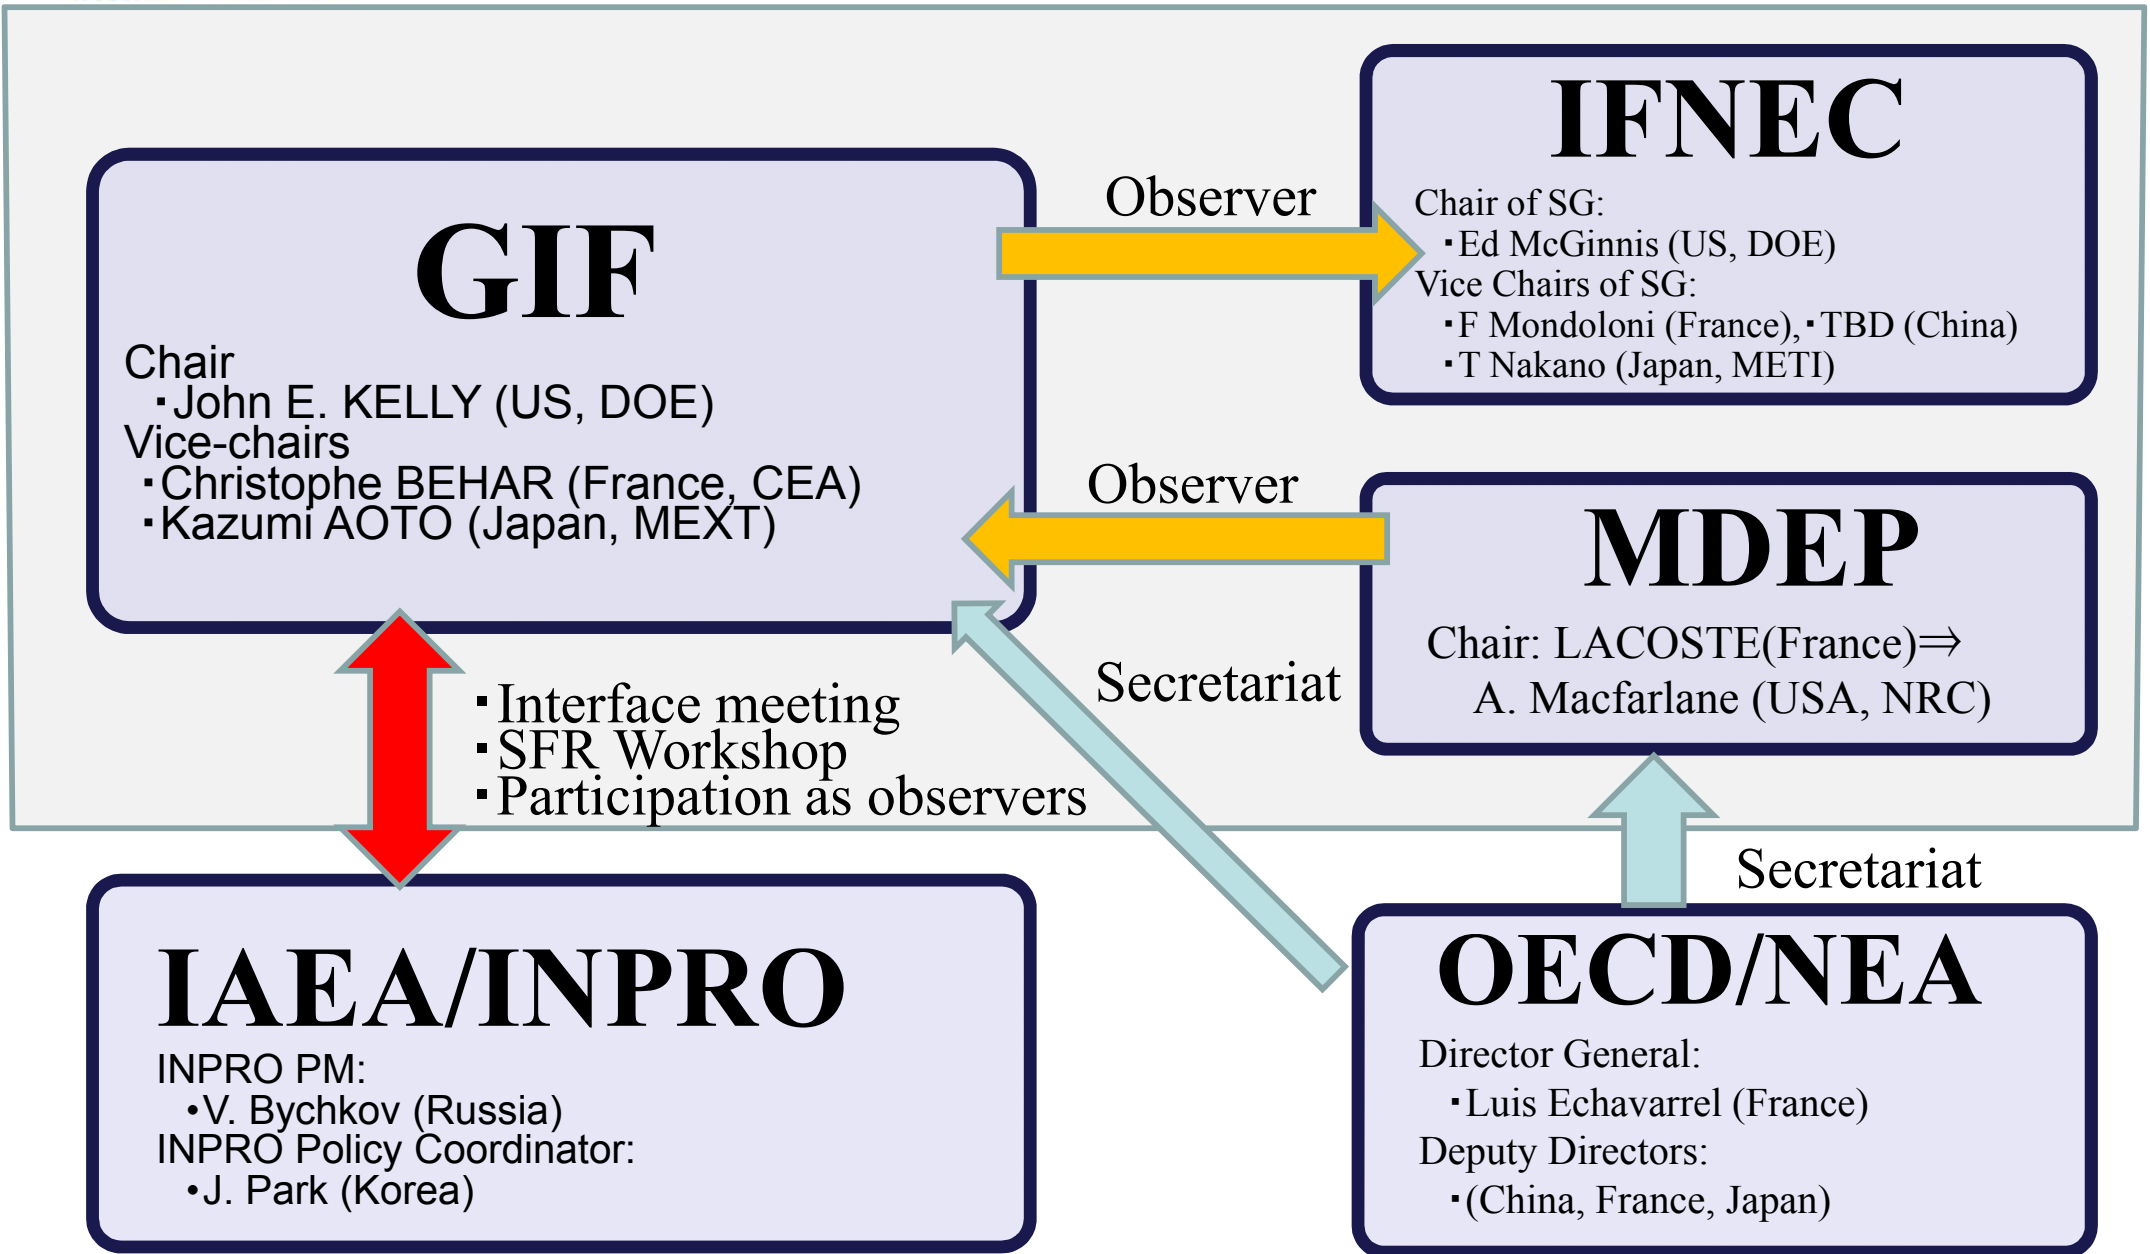 GIF
Chair
・John E. KELLY (US, DOE)
Vice-chairs
・Christophe BEHAR (France, CEA)
・Kazumi AOTO (Japan, MEXT)
Observer
IFNEC
Chair of SG:
・Ed McGinnis (US, DOE)
Vice Chairs of SG:
・F Mondoloni (France),・TBD (China)
・T Nakano (Japan, METI)
Observer
MDEP
Chair: LACOSTE(France)⇒
A. Macfarlane (USA, NRC)
Secretariat
・Interface meeting
・SFR Workshop
・Participation as observers
Secretariat
IAEA/INPRO
INPRO PM:
•V. Bychkov (Russia)
INPRO Policy Coordinator:
•J. Park (Korea)
OECD/NEA
Director General:
・Luis Echavarrel (France)
Deputy Directors:
・(China, France, Japan)